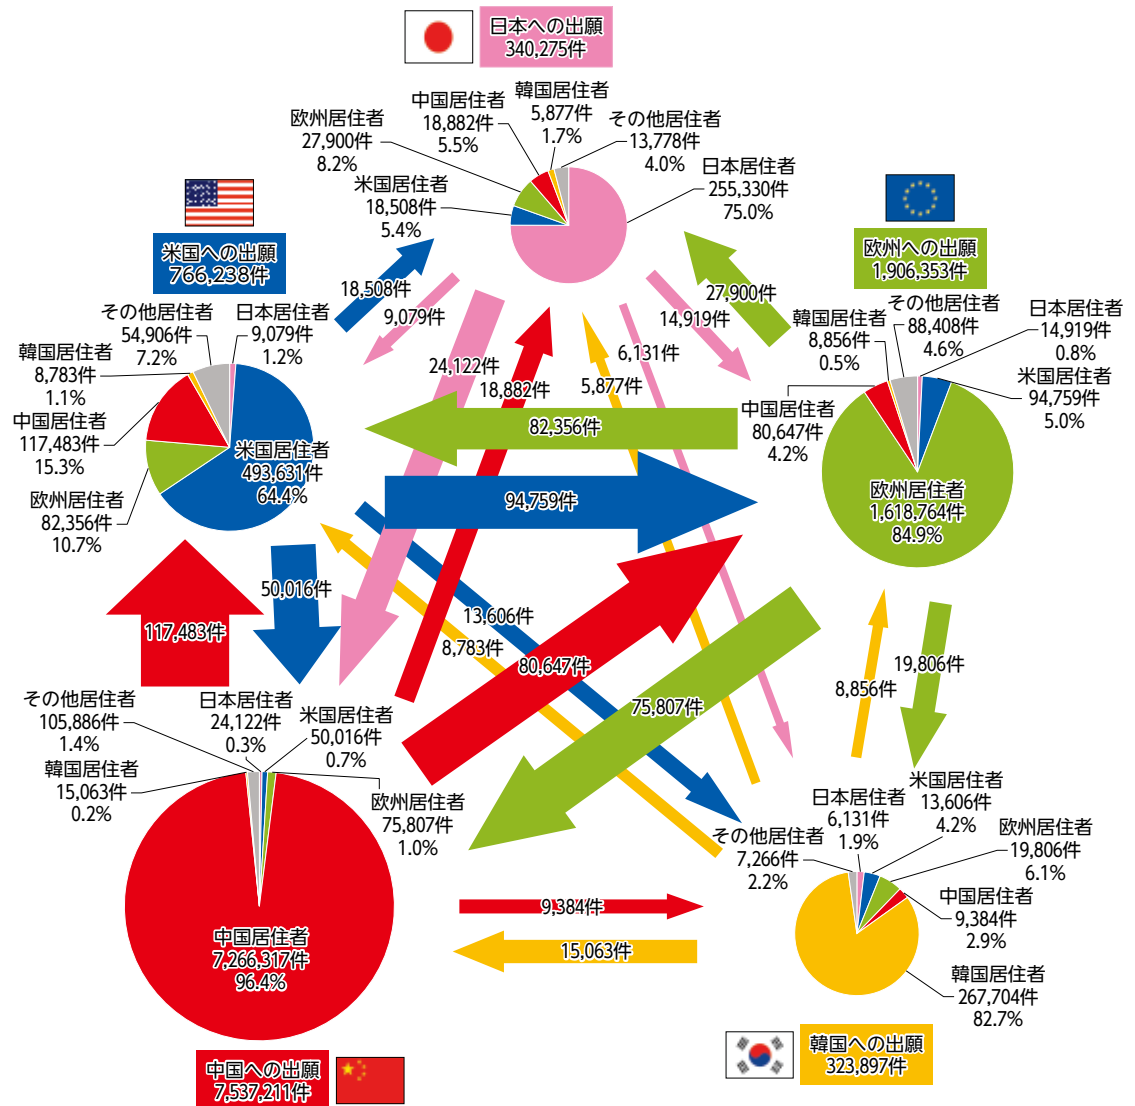 日本への出願
340,275件
韓国居住者
5,877件
1.7%
中国居住者
18,882件
5.5%
その他居住者
13,778件
4.0%
欧州居住者
27,900件
8.2%
日本居住者
255,330件
75.0%
米国居住者
18,508件
5.4%
米国への出願
766,238件
欧州への出願
1,906,353件
18,508件
9,079件
24,122件
18,882件
5,877件
6,131件
14,919件
27,900件
その他居住者
54,906件
7.2%
日本居住者
9,079件
1.2%
韓国居住者
8,783件
1.1%
中国居住者
117,483件
15.3%
欧州居住者
82,356件
10.7%
米国居住者
493,631件
64.4%
その他居住者
88,408件
4.6%
日本居住者
14,919件
0.8%
韓国居住者
8,856件
0.5%
米国居住者
94,759件
5.0%
中国居住者
80,647件
4.2%
欧州居住者
1,618,764件
84.9%
82,356件
94,759件
50,016件
117,483件
13,606件
8,783件
80,647件
75,807件
8,856件
19,806件
その他居住者
105,886件
1.4%
日本居住者
24,122件
0.3%
米国居住者
50,016件
0.7%
韓国居住者
15,063件
0.2%
欧州居住者
75,807件
1.0%
中国居住者
7,266,317件
96.4%
9,384件
15,063件
米国居住者
13,606件
4.2%
日本居住者
6,131件
1.9%
欧州居住者
19,806件
6.1%
その他居住者
7,266件
2.2%
中国居住者
9,384件
2.9%
韓国居住者
267,704件
82.7%
中国への出願
7,537,211件
韓国への出願
323,897件